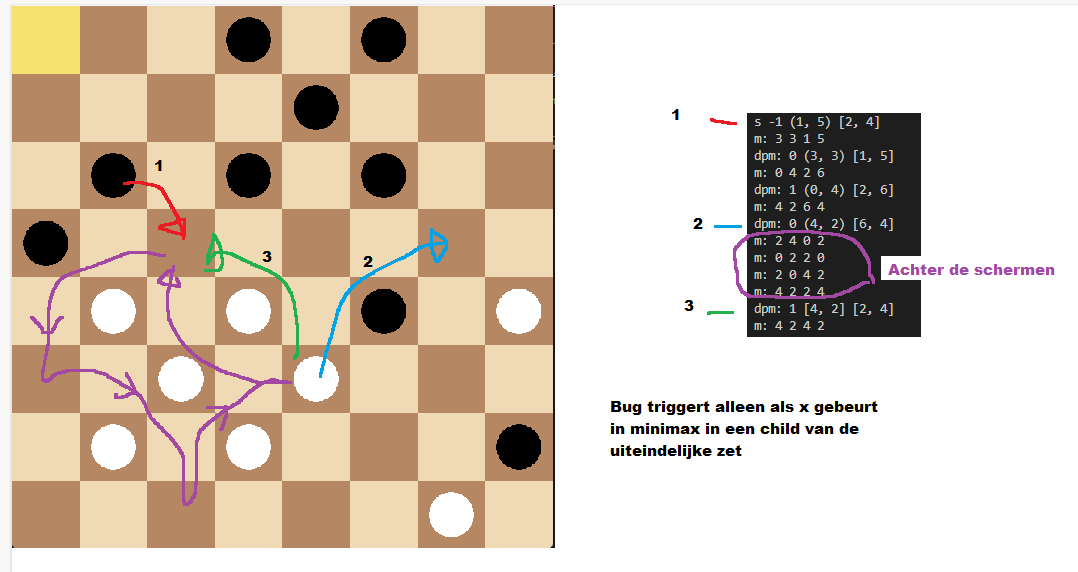 1
2
3
1
s -1 (1, 5) [2, 4]
m: 3 3 1 5
dpm: 0 (3, 3) [1, 5]
m: 0 4 2 6
dpm: 1 (0, 4) [2, 6]
m: 4 2 6 4
2
dpm: 0 (4, 2) [6, 4]
m: 2 4 0 2
m: 0 2 2 0
m: 2 0 4 2
m: 4 2 2 4
Achter de schermen
3
dpm: 1 [4, 2] [2, 4]
m: 4 2 4 2
Bug triggert alleen als x gebeurt
in minimax in een child van de
uiteindelijke zet